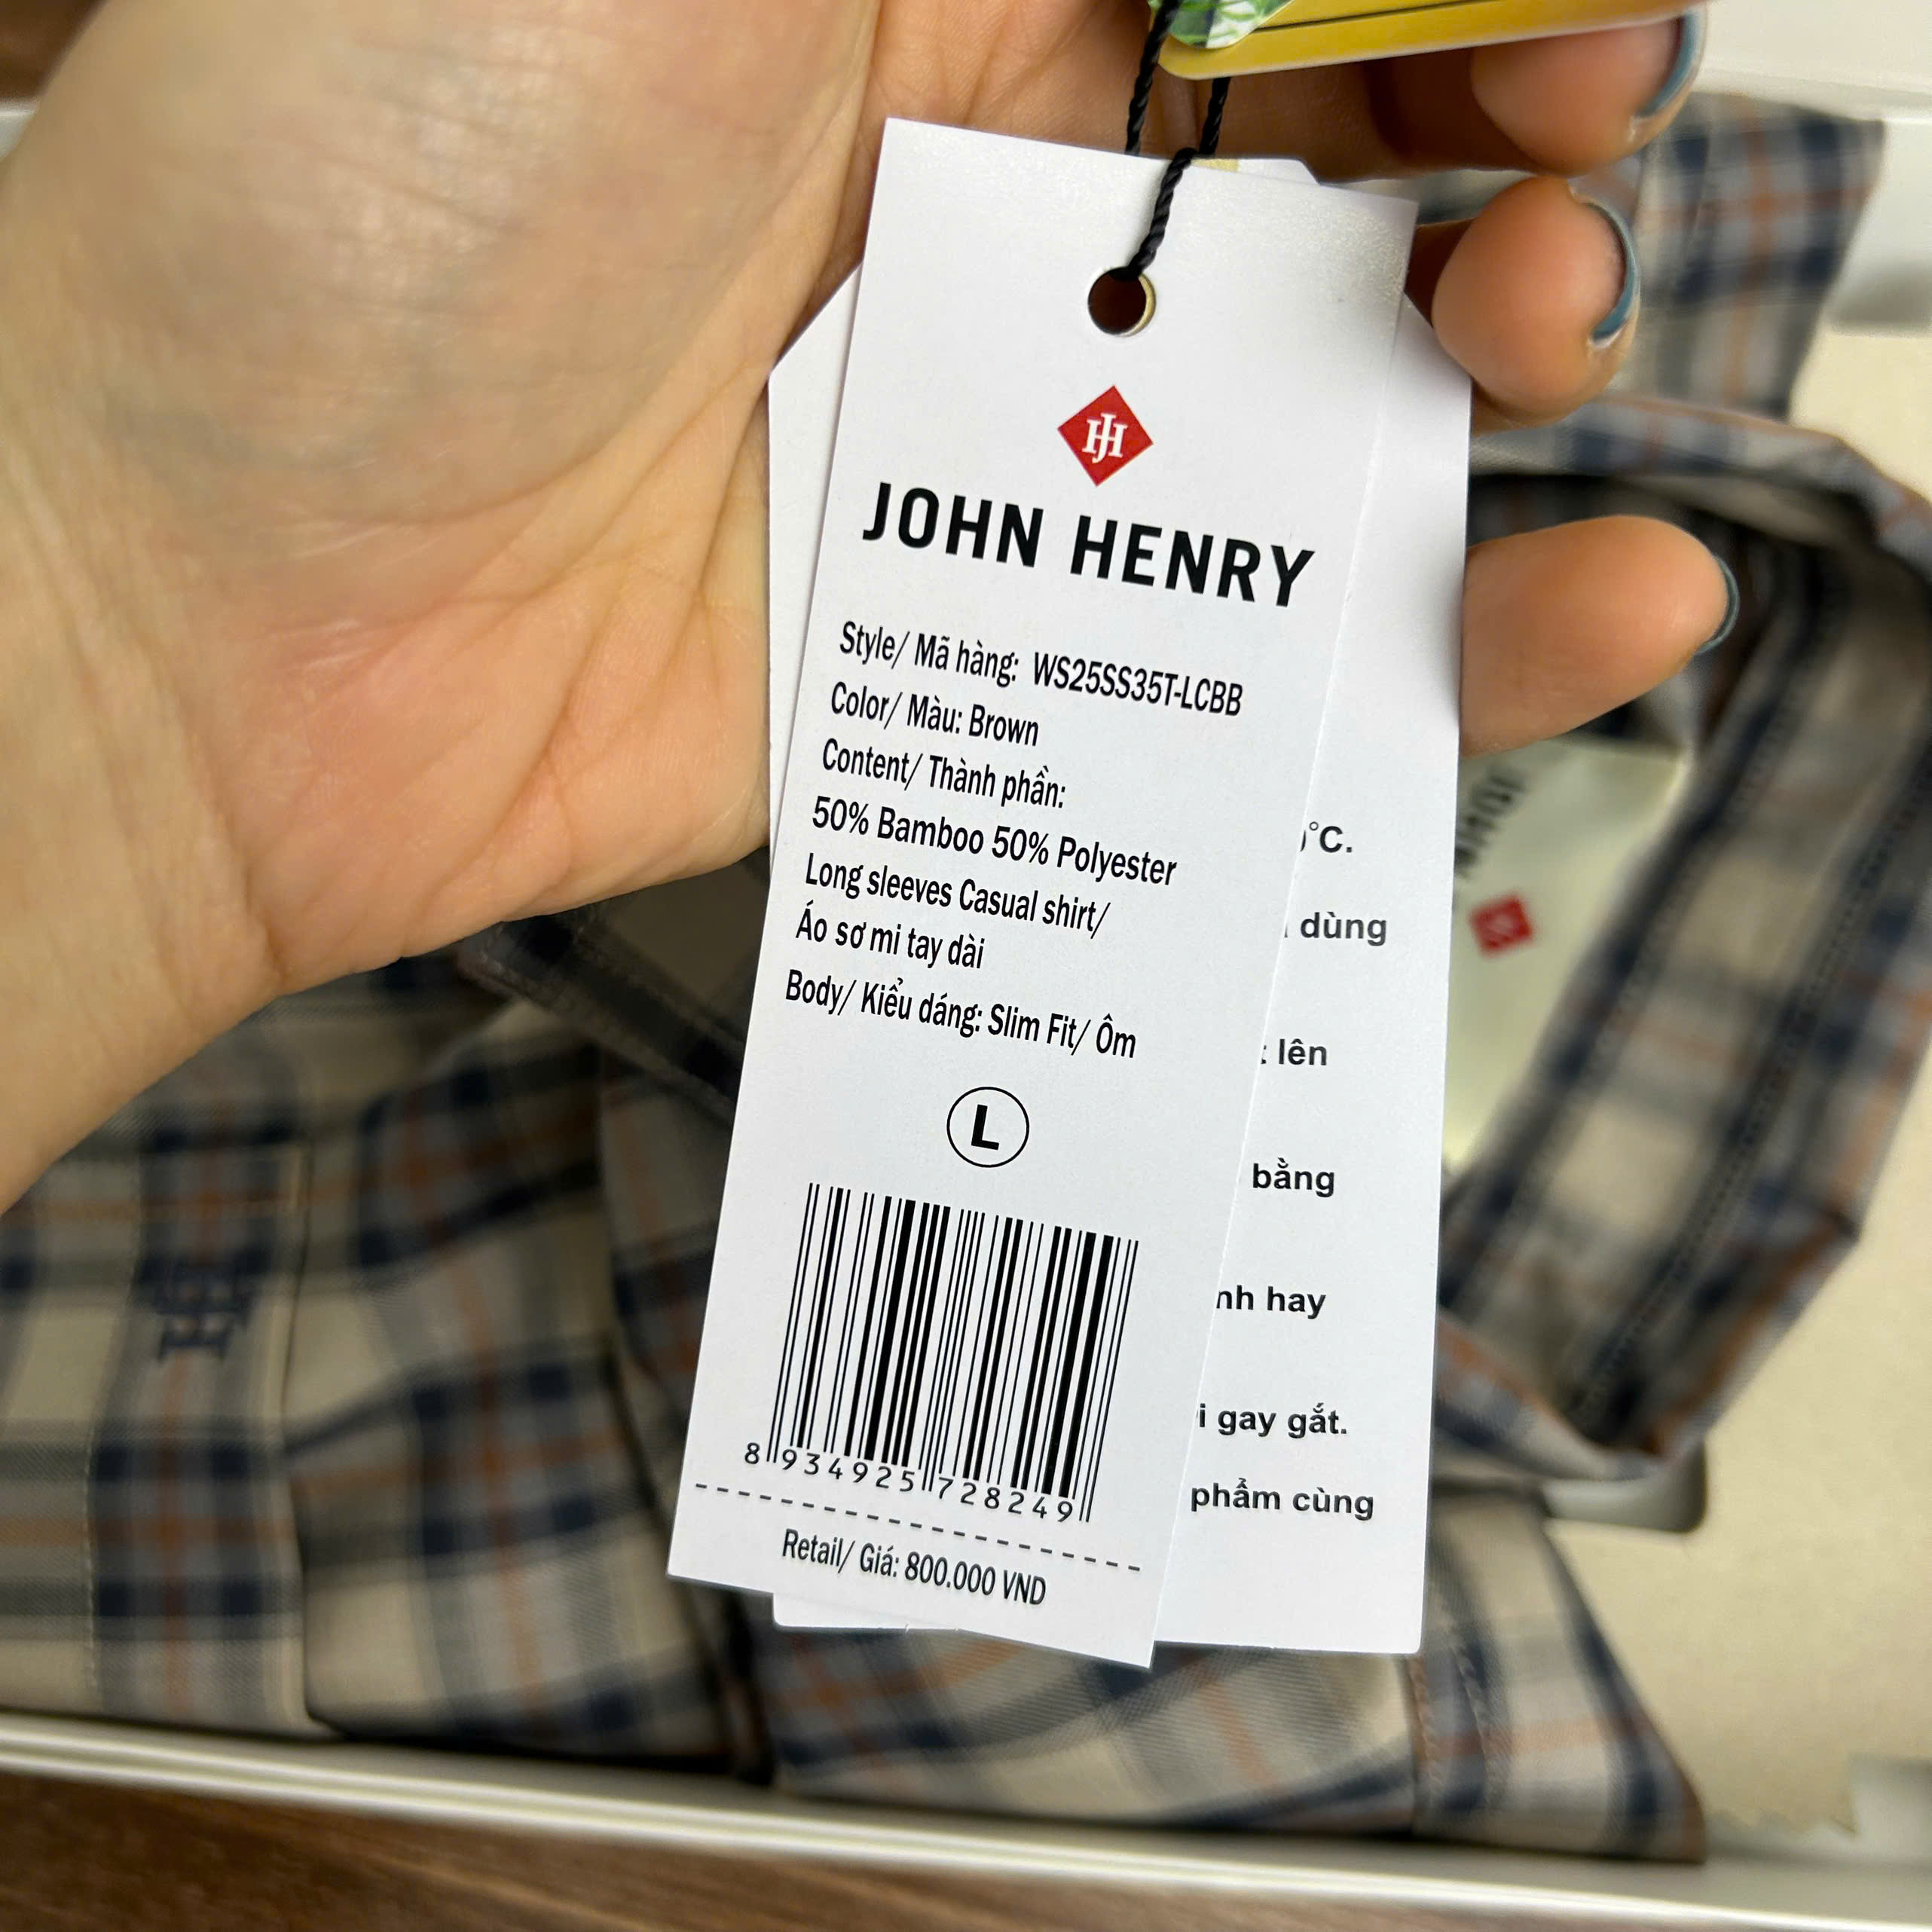 JH
JOHN HENRY
Style/ Mã hàng: WS25SS35T-LCBB
Color/ Màu: Brown
Content/ Thành phần:
50% Bamboo 50% Polyester
Long sleeves Casual shirt/
Áo sơ mi tay dài
Body/ Kiểu dáng: Slim Fit/ Ôm
L
8 934925 728249
Retail/ Giá: 800.000 VND
°C.
dùng
lên
bằng
hay
gay gắt.
phẩm cùng
JOHN